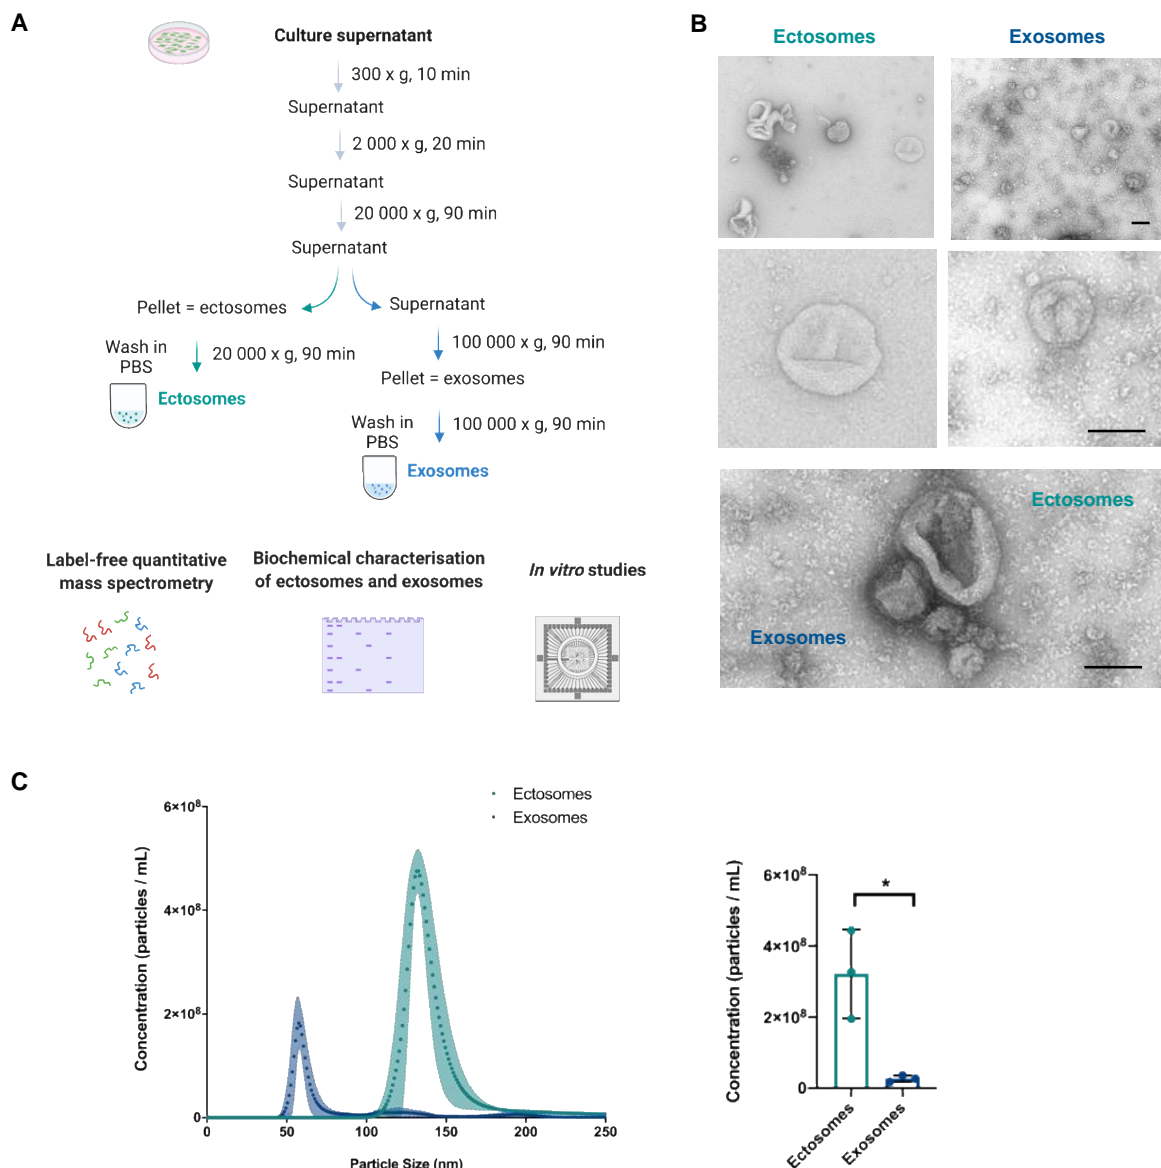 A
Culture supernatant
300 x g, 10 min
Supernatant
2 000 x g, 20 min
Supernatant
20 000 x g, 90 min
Supernatant
Pellet = ectosomes
Supernatant
Wash in
PBS
20 000 x g, 90 min
100 000 x g, 90 min
Ectosomes
Pellet = exosomes
Wash in
PBS
100 000 x g, 90 min
Exosomes
Label-free quantitative
mass spectrometry
Biochemical characterisation
of ectosomes and exosomes
In vitro studies
B
Ectosomes
Exosomes
Ectosomes
Exosomes
C
Concentration (particles / mL)
6×10⁸
4×10⁸
2×10⁸
0
0
50
100
150
200
250
Particle Size (nm)
Ectosomes
Exosomes
Concentration (particles / mL)
6×10⁸
4×10⁸
2×10⁸
0
*
Ectosomes
Exosomes